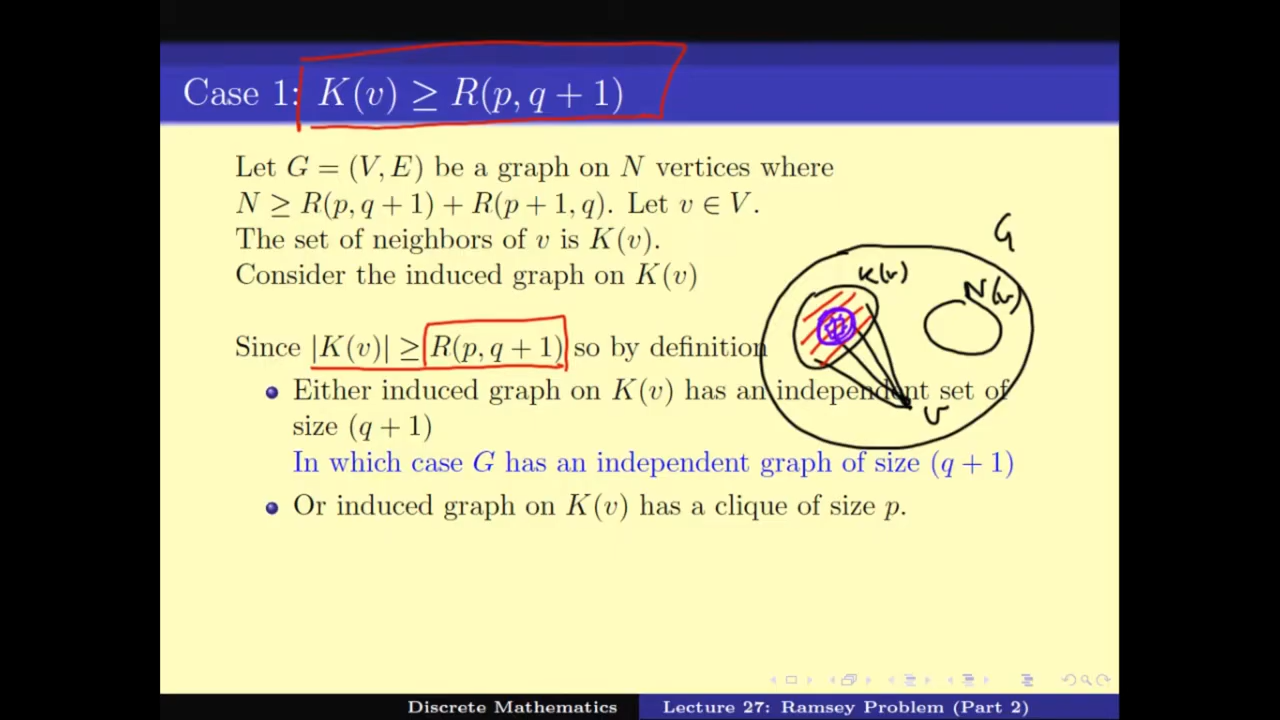 Case 1: K(v) ≥ R(p, q + 1)
Let G = (V, E) be a graph on N vertices where
N ≥ R(p, q + 1) + R(p + 1, q). Let v ∈ V.
The set of neighbors of v is K(v).
Consider the induced graph on K(v)
G
K(v)
N(v)
Since |K(v)| ≥ R(p, q + 1) so by definition
Either induced graph on K(v) has an independent set of
size (q + 1)
v
In which case G has an independent graph of size (q + 1)
Or induced graph on K(v) has a clique of size p.
Discrete Mathematics
Lecture 27: Ramsey Problem (Part 2)